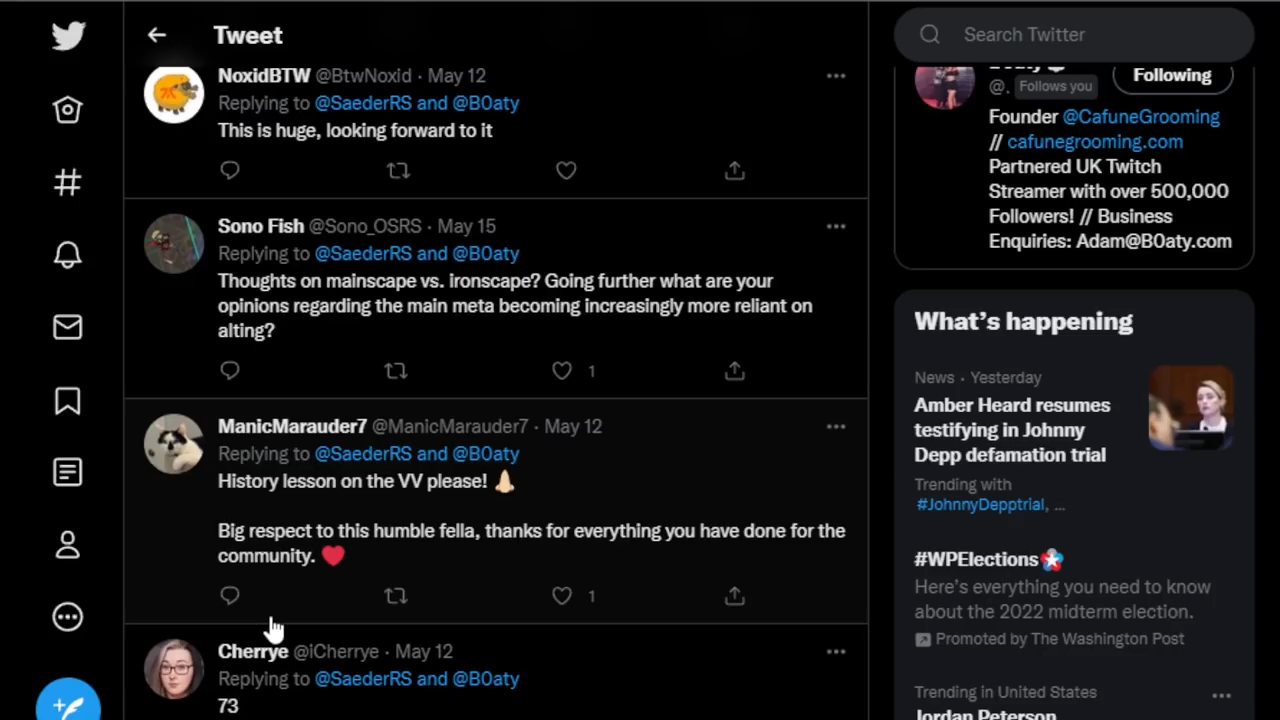 Tweet
NoxidBTW @BtwNoxid · May 12
Replying to @SaederRS and @B0aty
This is huge, looking forward to it
Sono Fish @Sono_OSRS · May 15
Replying to @SaederRS and @B0aty
Thoughts on mainscape vs. ironscape? Going further what are your
opinions regarding the main meta becoming increasingly more reliant on
alting?
1
ManicMarauder7 @ManicMarauder7 · May 12
Replying to @SaederRS and @B0aty
History lesson on the VV please! 👃🏻
Big respect to this humble fella, thanks for everything you have done for the
community. ❤️
1
Cherrye @iCherrye · May 12
Replying to @SaederRS and @B0aty
73
Search Twitter
@. Follows you
Following
Founder @CafuneGrooming
// cafunegrooming.com
Partnered UK Twitch
Streamer with over 500,000
Followers! // Business
Enquiries: Adam@B0aty.com
What's happening
News · Yesterday
Amber Heard resumes
testifying in Johnny
Depp defamation trial
Trending with
#JohnnyDepptrial, ...
#WPElections
Here's everything you need to know
about the 2022 midterm election.
Promoted by The Washington Post
Trending in United States
Jordan Peterson